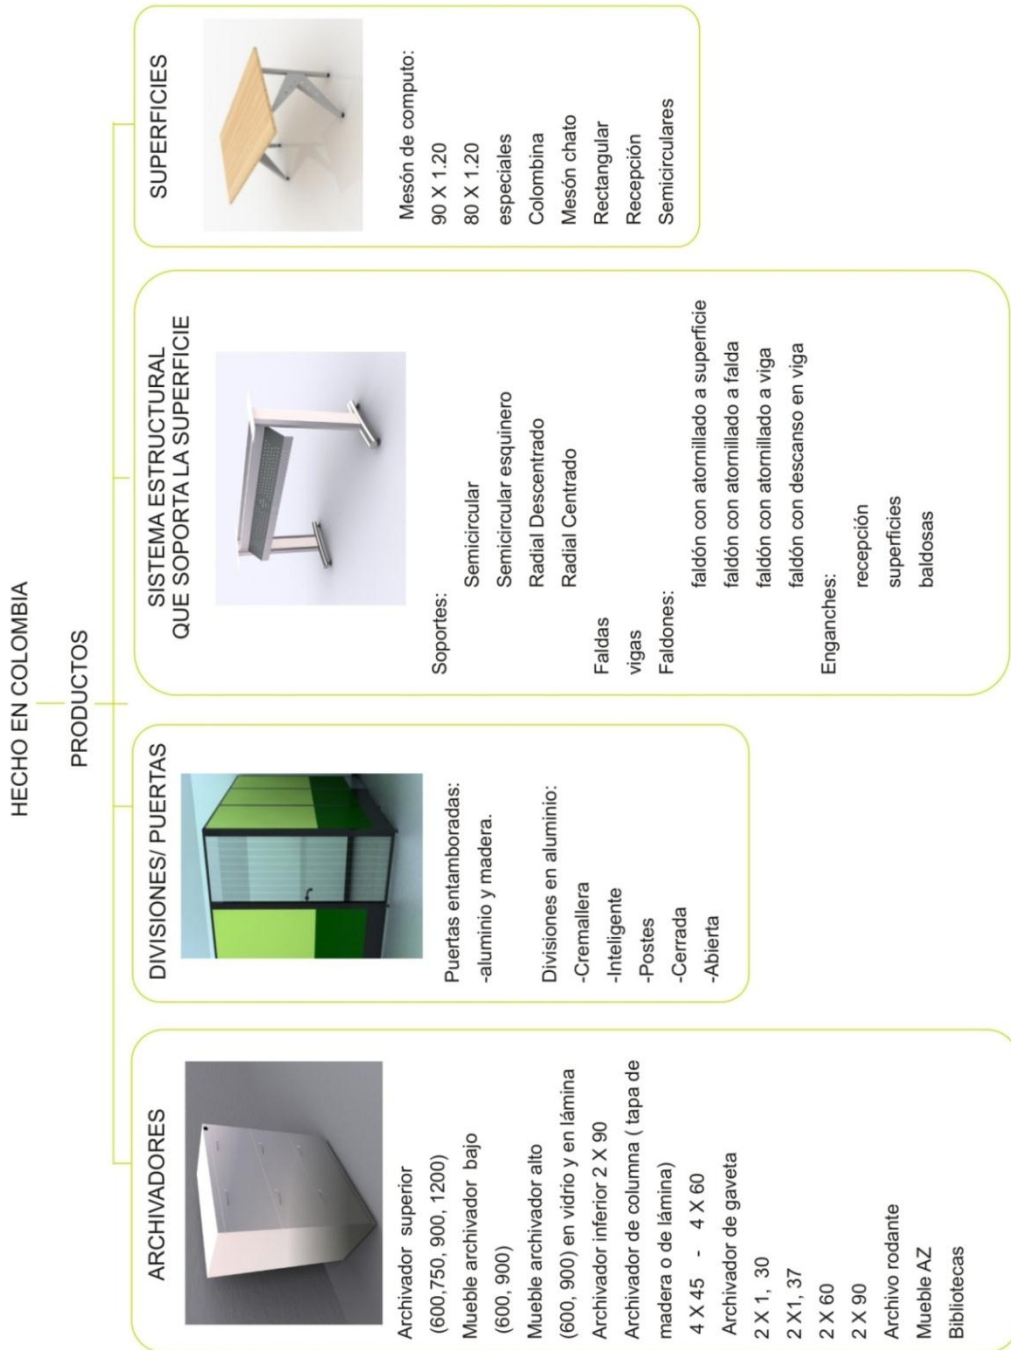 HECHO EN COLOMBIA
PRODUCTOS
ARCHIVADORES
Archivador superior
(600,750, 900, 1200)
Mueble archivador bajo
(600, 900)
Mueble archivador alto
(600, 900) en vidrio y en lámina
Archivador inferior 2 X 90
Archivador de columna ( tapa de
madera o de lámina)
4 X 45 - 4 X 60
Archivador de gaveta
2 X 1, 30
2 X1, 37
2 X 60
2 X 90
Archivo rodante
Mueble AZ
Bibliotecas
DIVISIONES/ PUERTAS
Puertas entamboradas:
-aluminio y madera.
Divisiones en aluminio:
-Cremallera
-Inteligente
-Postes
-Cerrada
-Abierta
SISTEMA ESTRUCTURAL
QUE SOPORTA LA SUPERFICIE
Soportes:
Semicircular
Semicircular esquinero
Radial Descentrado
Radial Centrado
Faldas
vigas
Faldones:
faldón con atornillado a superficie
faldón con atornillado a falda
faldón con atornillado a viga
faldón con descanso en viga
Enganches:
recepción
superficies
baldosas
SUPERFICIES
Mesón de computo:
90 X 1.20
80 X 1.20
especiales
Colombina
Mesón chato
Rectangular
Recepción
Semicirculares